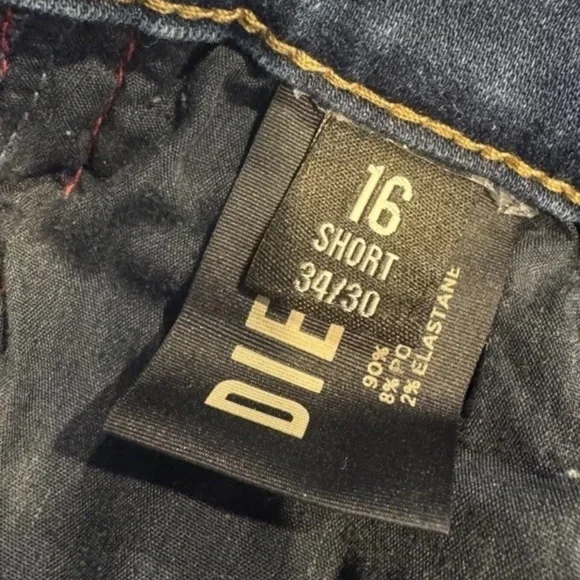 16
SHORT
34/30
DIE
90%
8% PO
2% ELASTANE